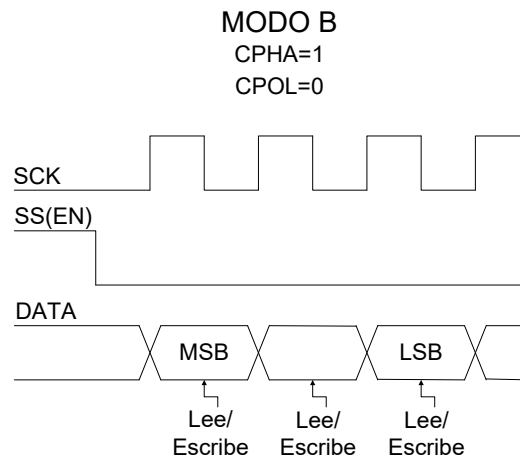 MODO B
CPHA=1
CPOL=0
SCK
SS(EN)
DATA
MSB
LSB
Lee/
Escribe
Lee/
Escribe
Lee/
Escribe